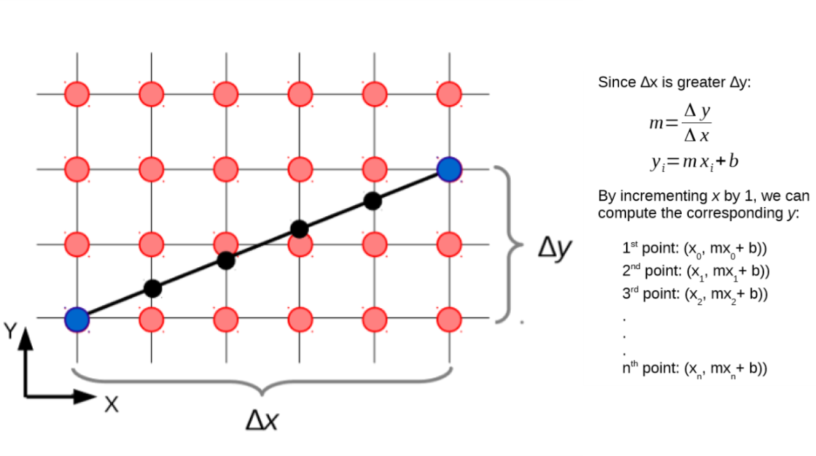 Since Δx is greater Δy:
m=Δy/Δx
yᵢ=m xᵢ+b
By incrementing x by 1, we can
compute the corresponding y:
1ˢᵗ point: (x₀, mx₀+ b))
2ⁿᵈ point: (x₁, mx₁+ b))
3ʳᵈ point: (x₂, mx₂+ b))
.
.
.
nᵗʰ point: (xₙ, mxₙ+ b))
Δy
Y
X
Δx